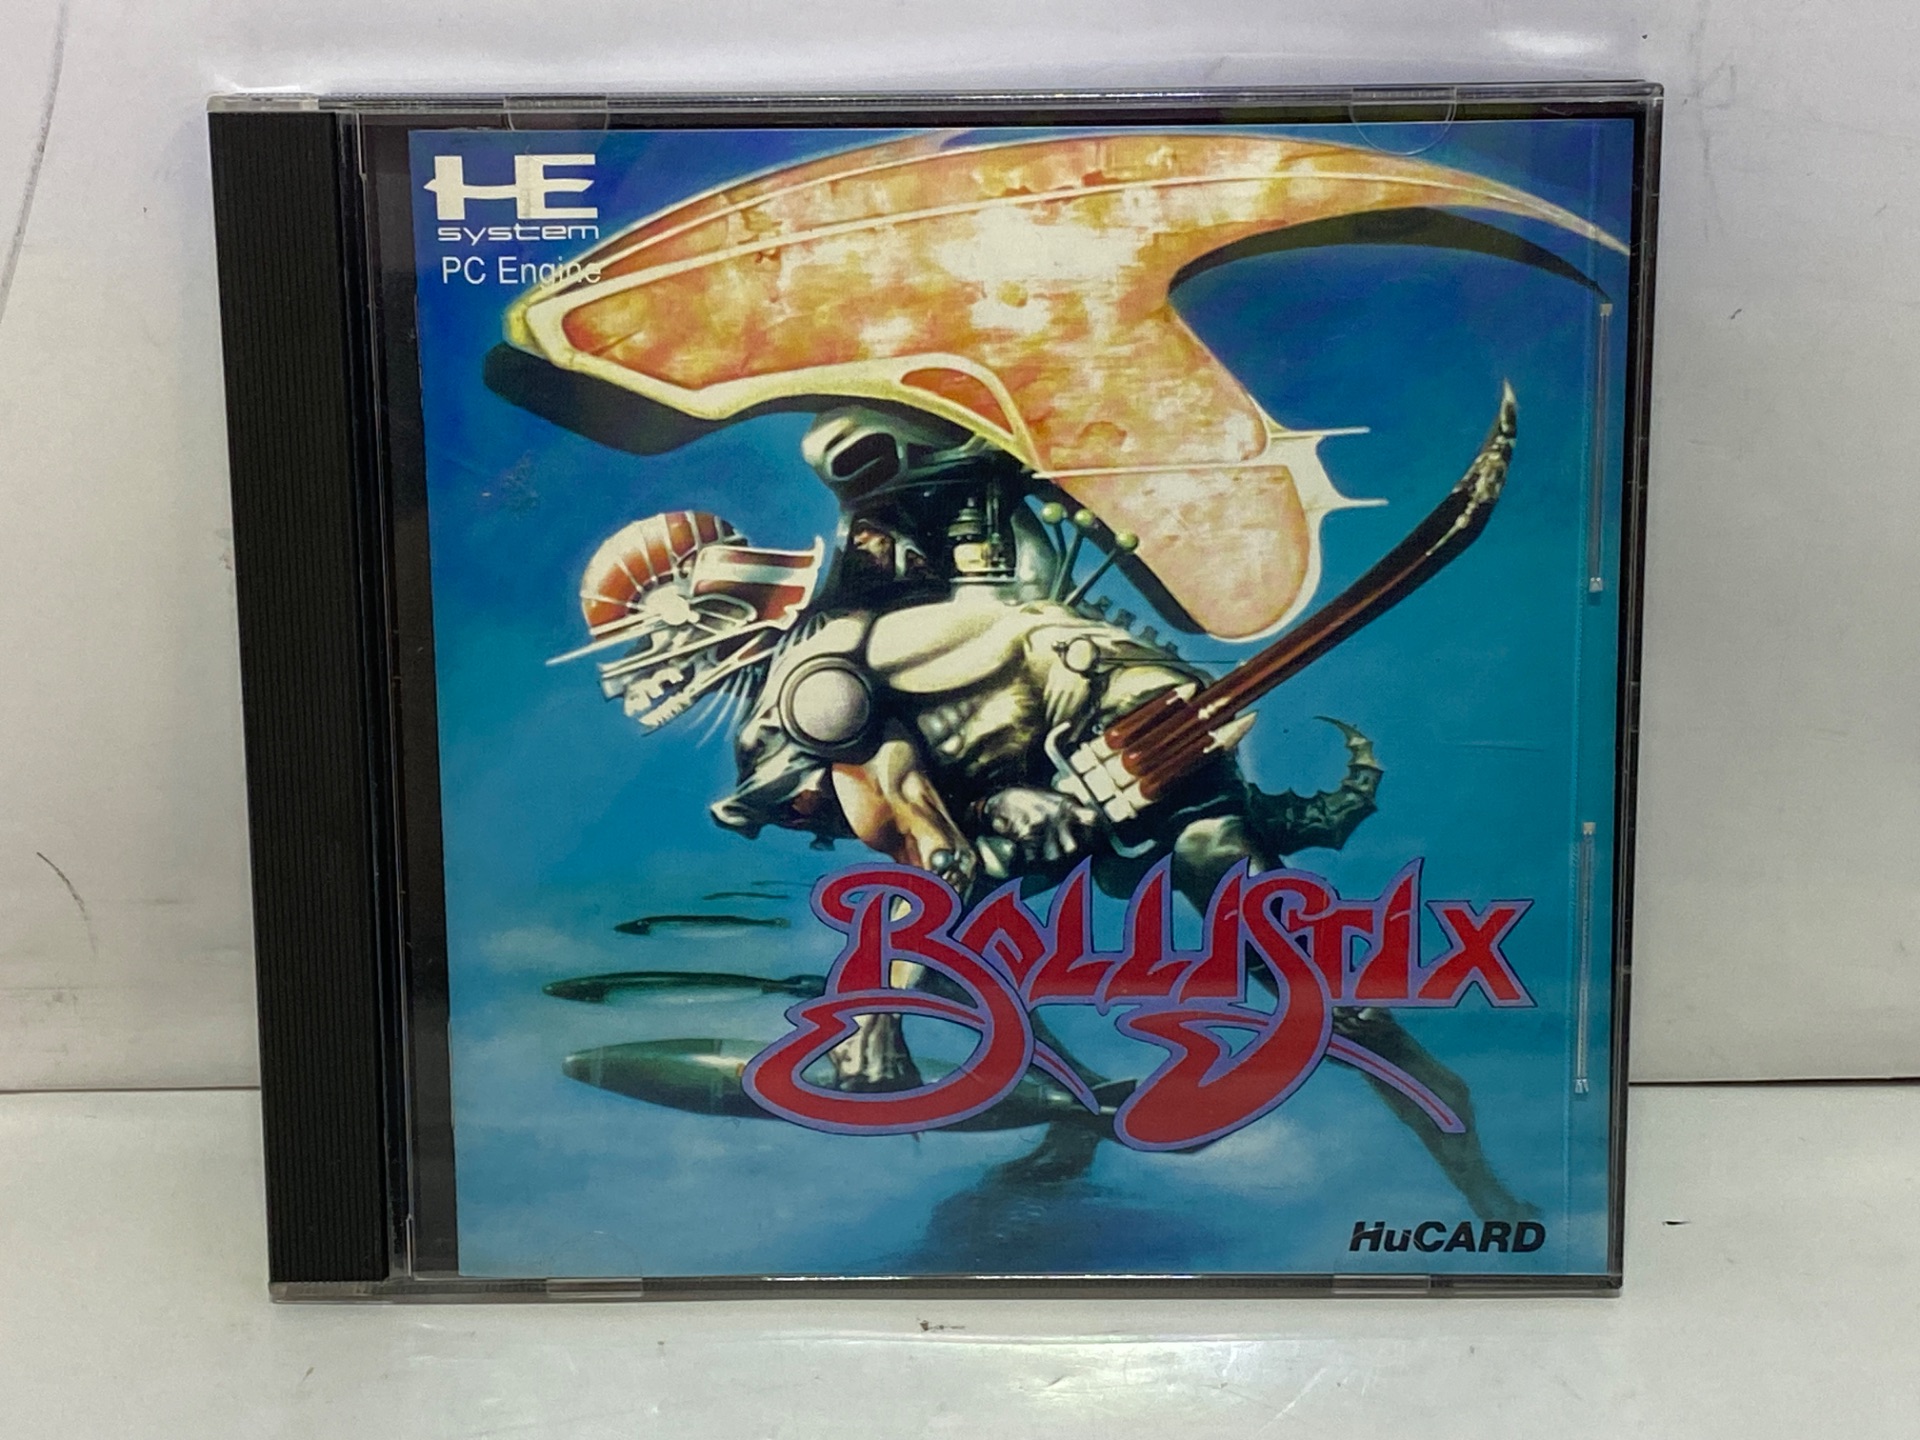 HE
system
PC Engine
BALLISTIX
HuCARD